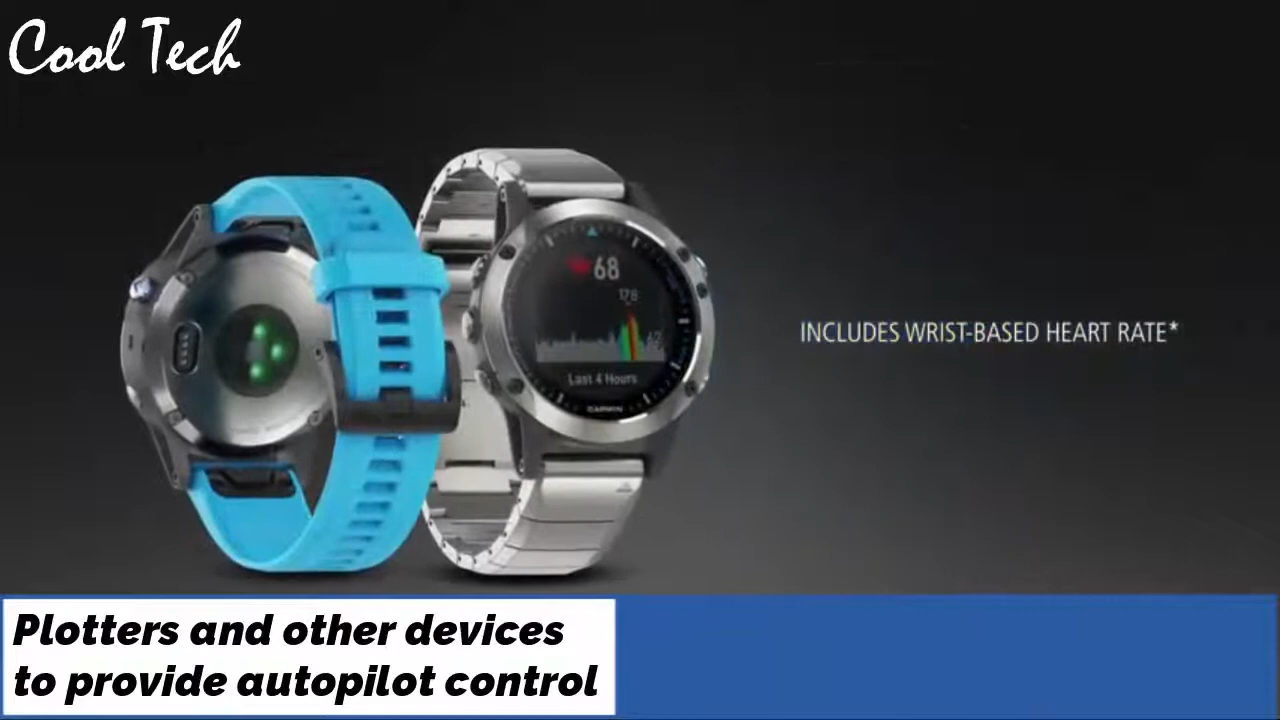 Cool Tech
68
178
Last 4 Hours
GARMIN
INCLUDES WRIST-BASED HEART RATE*
Plotters and other devices
to provide autopilot control